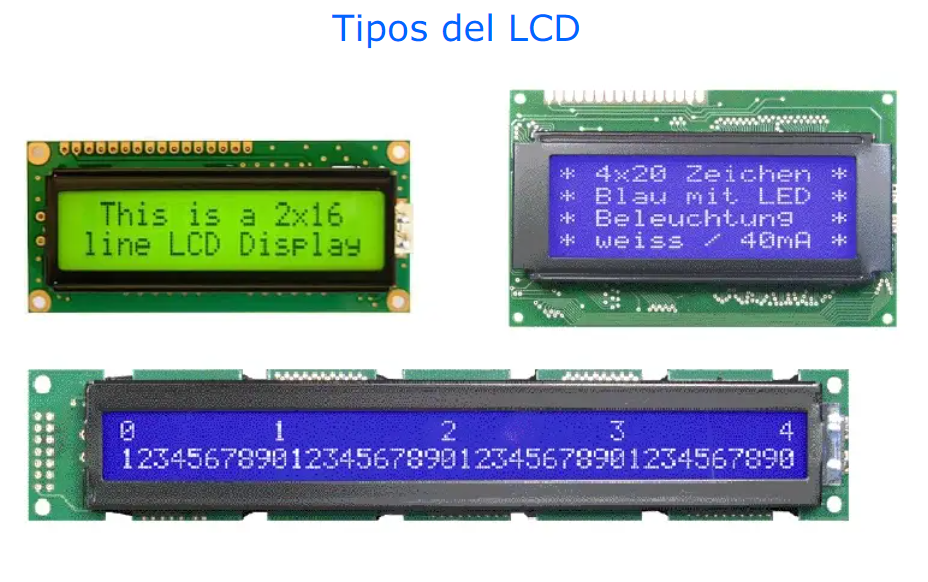 Tipos del LCD
This is a 2x16
line LCD Display
* 4x20 Zeichen *
* Blau mit LED *
* Beleuchtung *
* weiss / 40mA *
0 1 2 3 4
1234567890123456789012345678901234567890